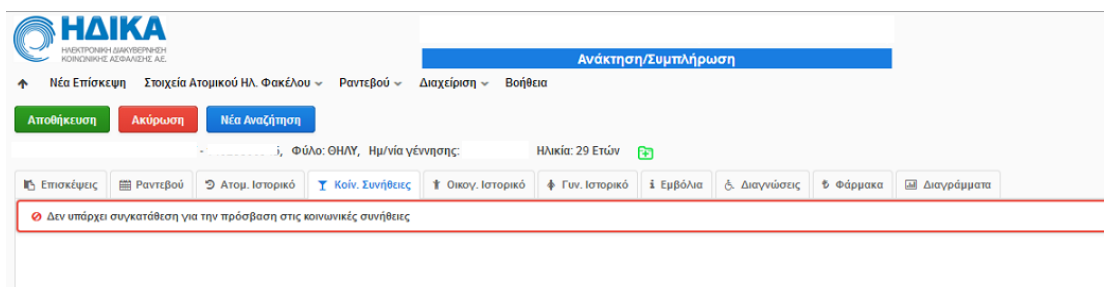 ΗΔΙΚΑ
ΗΛΕΚΤΡΟΝΙΚΗ ΔΙΑΚΥΒΕΡΝΗΣΗ
ΚΟΙΝΩΝΙΚΗΣ ΑΣΦΑΛΙΣΗΣ Α.Ε.
Ανάκτηση/Συμπλήρωση
Νέα Επίσκεψη Στοιχεία Ατομικού Ηλ. Φακέλου Ραντεβού Διαχείριση Βοήθεια
Αποθήκευση Ακύρωση Νέα Αναζήτηση
, Φύλο: ΘΗΛΥ, Ημ/νία γέννησης: Ηλικία: 29 Ετών
Επισκέψεις Ραντεβού Ατομ. Ιστορικό Κοίν. Συνήθειες Οικογ. Ιστορικό Γυν. Ιστορικό Εμβόλια Διαγνώσεις Φάρμακα Διαγράμματα
Δεν υπάρχει συγκατάθεση για την πρόσβαση στις κοινωνικές συνήθειες